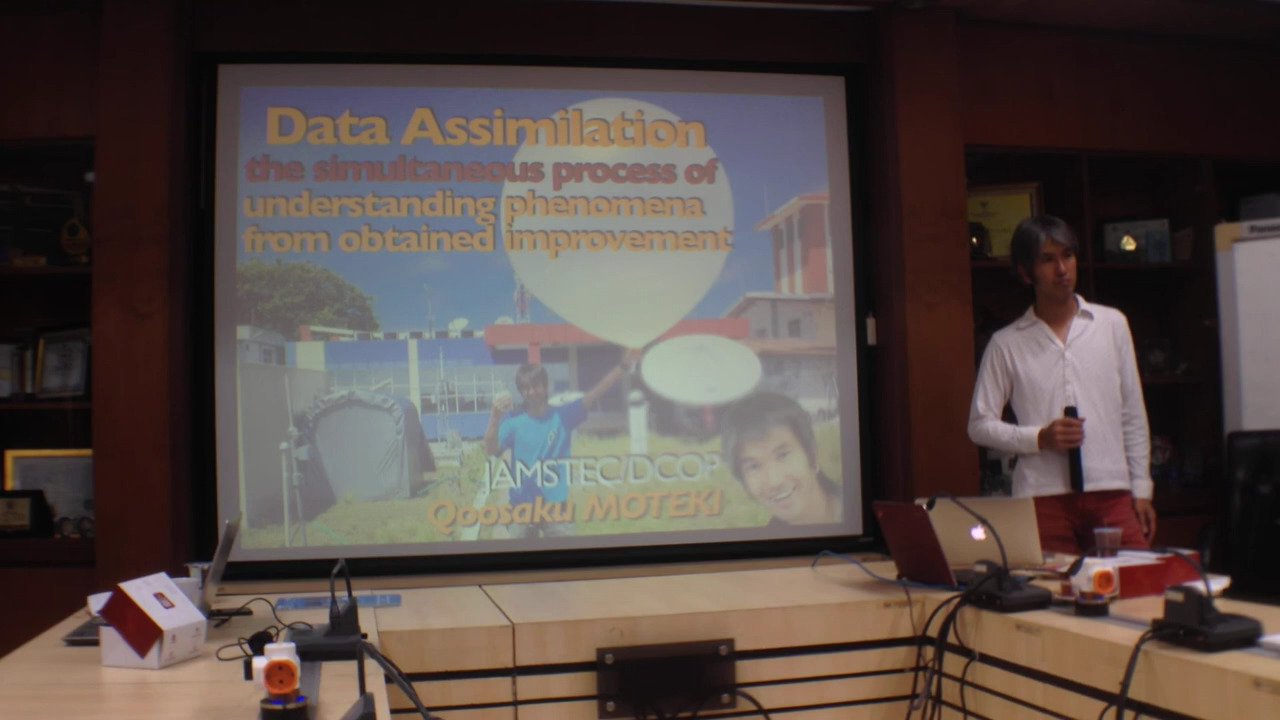 Data Assimilation
the simultaneous process of
understanding phenomena
from obtained improvement
JAMSTEC/DCOP
Qoosaku MOTEKI